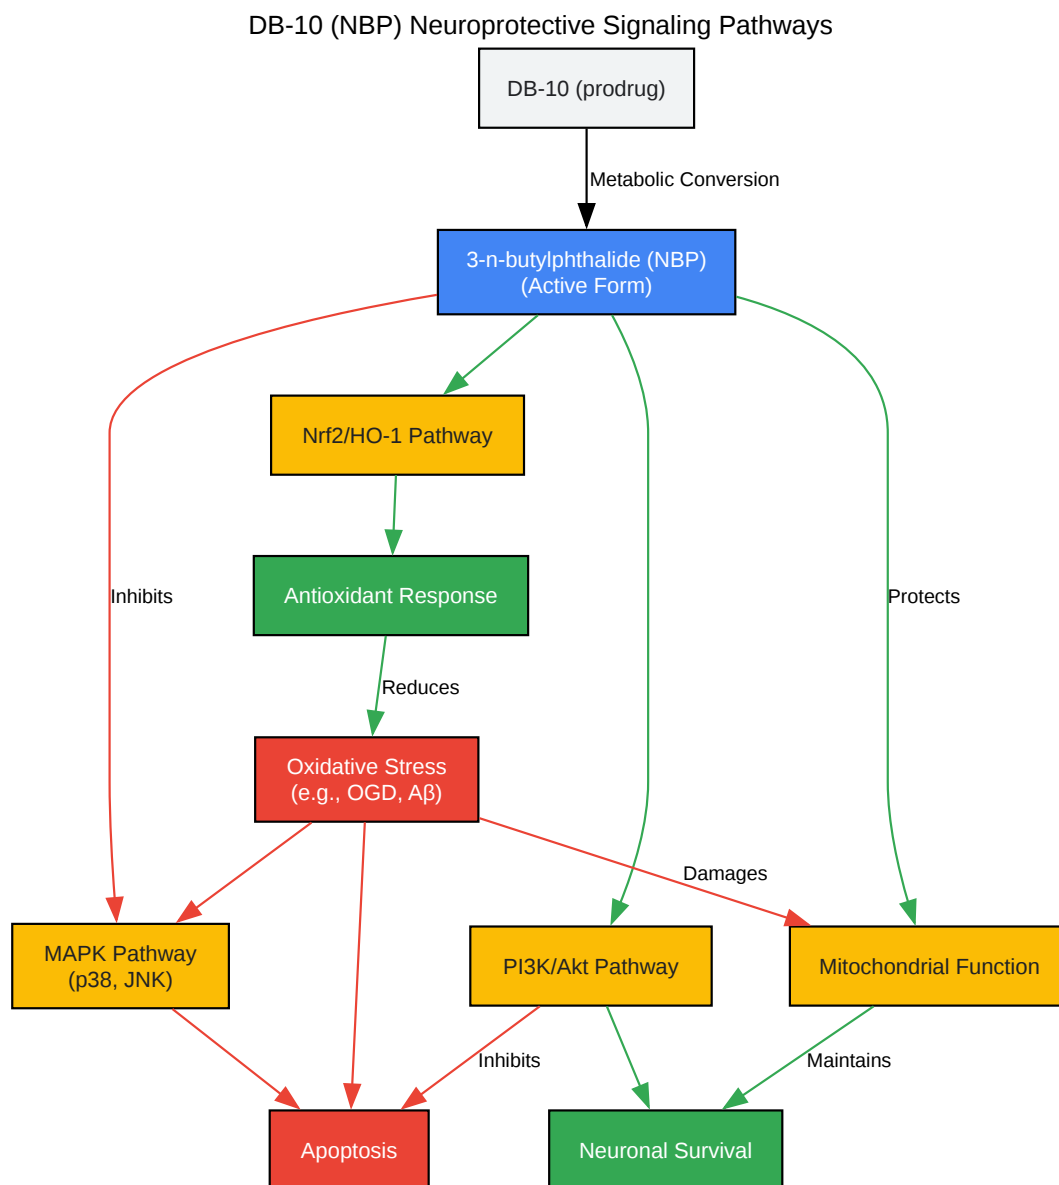 DB-10 (NBP) Neuroprotective Signaling Pathways
DB-10 (prodrug)
Metabolic Conversion
3-n-butylphthalide (NBP)
(Active Form)
Nrf2/HO-1 Pathway
Inhibits
Antioxidant Response
Protects
Reduces
Oxidative Stress
(e.g., OGD, Aβ)
Damages
MAPK Pathway
(p38, JNK)
PI3K/Akt Pathway
Mitochondrial Function
Inhibits
Maintains
Apoptosis
Neuronal Survival